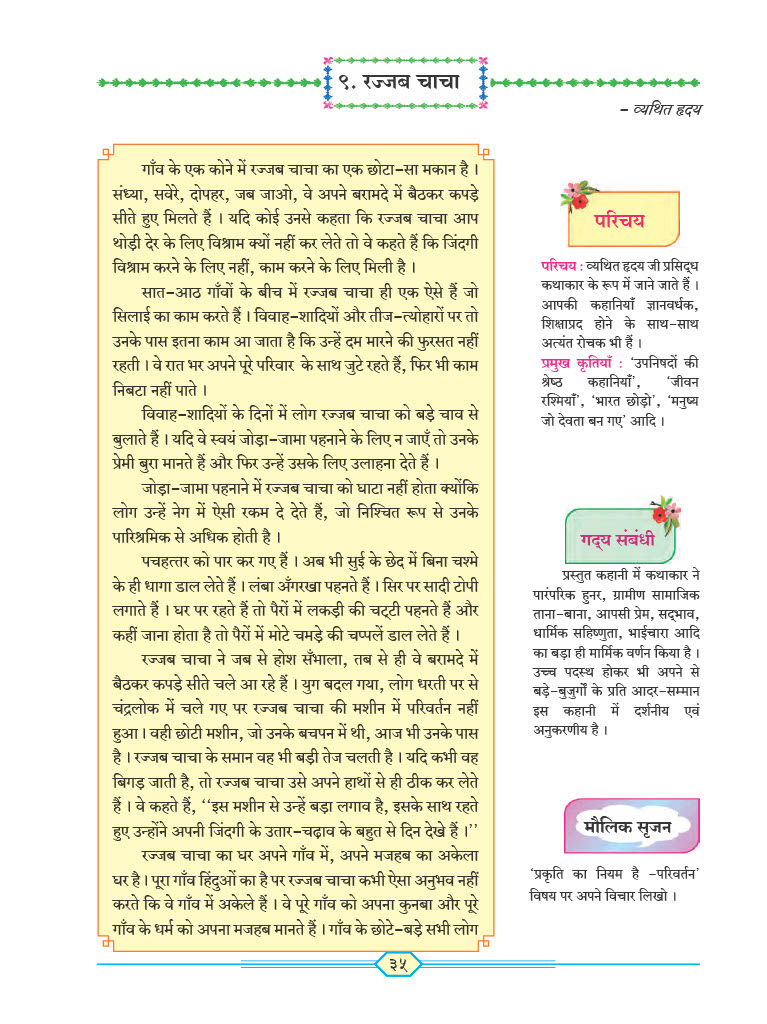 ९. रज्जब चाचा
– व्यथित हृदय
गाँव के एक कोने में रज्जब चाचा का एक छोटा-सा मकान है ।
संध्या, सवेरे, दोपहर, जब जाओ, वे अपने बरामदे में बैठकर कपड़े
सीते हुए मिलते हैं । यदि कोई उनसे कहता कि रज्जब चाचा आप
थोड़ी देर के लिए विश्राम क्यों नहीं कर लेते तो वे कहते हैं कि जिंदगी
विश्राम करने के लिए नहीं, काम करने के लिए मिली है ।
सात-आठ गाँवों के बीच में रज्जब चाचा ही एक ऐसे हैं जो
सिलाई का काम करते हैं । विवाह-शादियों और तीज-त्योहारों पर तो
उनके पास इतना काम आ जाता है कि उन्हें दम मारने की फुरसत नहीं
रहती । वे रात भर अपने पूरे परिवार के साथ जुटे रहते हैं, फिर भी काम
निबटा नहीं पाते ।
विवाह-शादियों के दिनों में लोग रज्जब चाचा को बड़े चाव से
बुलाते हैं । यदि वे स्वयं जोड़ा-जामा पहनाने के लिए न जाएँ तो उनके
प्रेमी बुरा मानते हैं और फिर उन्हें उसके लिए उलाहना देते हैं ।
जोड़ा-जामा पहनाने में रज्जब चाचा को घाटा नहीं होता क्योंकि
लोग उन्हें नेग में ऐसी रकम दे देते हैं, जो निश्चित रूप से उनके
पारिश्रमिक से अधिक होती है ।
पचहत्तर को पार कर गए हैं । अब भी सुई के छेद में बिना चश्मे
के ही धागा डाल लेते हैं । लंबा अँगरखा पहनते हैं । सिर पर सादी टोपी
लगाते हैं । घर पर रहते हैं तो पैरों में लकड़ी की चट्टी पहनते हैं और
कहीं जाना होता है तो पैरों में मोटे चमड़े की चप्पलें डाल लेते हैं ।
रज्जब चाचा ने जब से होश सँभाला, तब से ही वे बरामदे में
बैठकर कपड़े सीते चले आ रहे हैं । युग बदल गया, लोग धरती पर से
चंद्रलोक में चले गए पर रज्जब चाचा की मशीन में परिवर्तन नहीं
हुआ । वही छोटी मशीन, जो उनके बचपन में थी, आज भी उनके पास
है । रज्जब चाचा के समान वह भी बड़ी तेज चलती है । यदि कभी वह
बिगड़ जाती है, तो रज्जब चाचा उसे अपने हाथों से ही ठीक कर लेते
हैं । वे कहते हैं, ‘‘इस मशीन से उन्हें बड़ा लगाव है, इसके साथ रहते
हुए उन्होंने अपनी जिंदगी के उतार-चढ़ाव के बहुत से दिन देखे हैं ।’’
रज्जब चाचा का घर अपने गाँव में, अपने मजहब का अकेला
घर है । पूरा गाँव हिंदुओं का है पर रज्जब चाचा कभी ऐसा अनुभव नहीं
करते कि वे गाँव में अकेले हैं । वे पूरे गाँव को अपना कुनबा और पूरे
गाँव के धर्म को अपना मजहब मानते हैं । गाँव के छोटे-बड़े सभी लोग
परिचय
परिचय : व्यथित हृदय जी प्रसिद्ध
कथाकार के रूप में जाने जाते हैं ।
आपकी कहानियाँ ज्ञानवर्धक,
शिक्षाप्रद होने के साथ-साथ
अत्यंत रोचक भी हैं ।
प्रमुख कृतियाँ : ‘उपनिषदों की
श्रेष्ठ कहानियाँ’, ‘जीवन
रश्मियाँ’, ‘भारत छोड़ो’, ‘मनुष्य
जो देवता बन गए’ आदि ।
गद्य संबंधी
प्रस्तुत कहानी में कथाकार ने
पारंपरिक हुनर, ग्रामीण सामाजिक
ताना-बाना, आपसी प्रेम, सद्भाव,
धार्मिक सहिष्णुता, भाईचारा आदि
का बड़ा ही मार्मिक वर्णन किया है ।
उच्च पदस्थ होकर भी अपने से
बड़े-बुजुर्गों के प्रति आदर-सम्मान
इस कहानी में दर्शनीय एवं
अनुकरणीय है ।
मौलिक सृजन
‘प्रकृति का नियम है -परिवर्तन’
विषय पर अपने विचार लिखो ।
३५